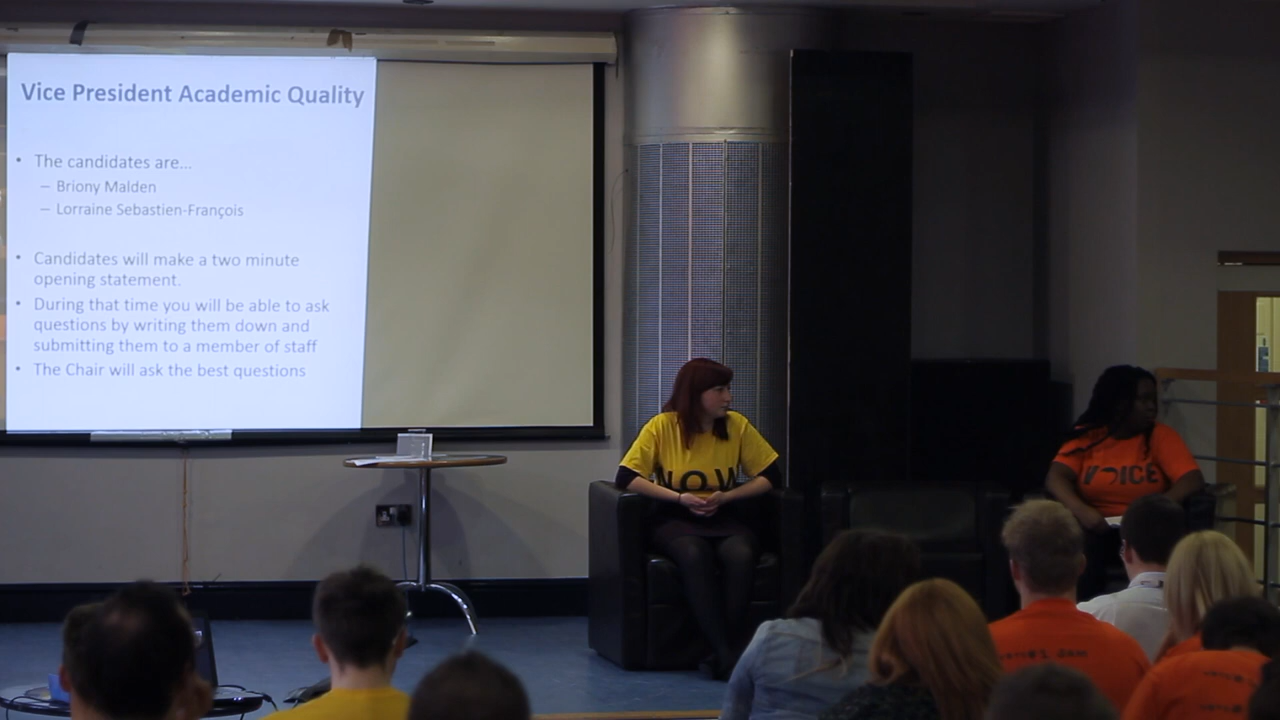 Vice President Academic Quality
• The candidates are...
– Briony Malden
– Lorraine Sebastien-François
• Candidates will make a two minute
opening statement.
• During that time you will be able to ask
questions by writing them down and
submitting them to a member of staff
• The Chair will ask the best questions
NOW
VOICE